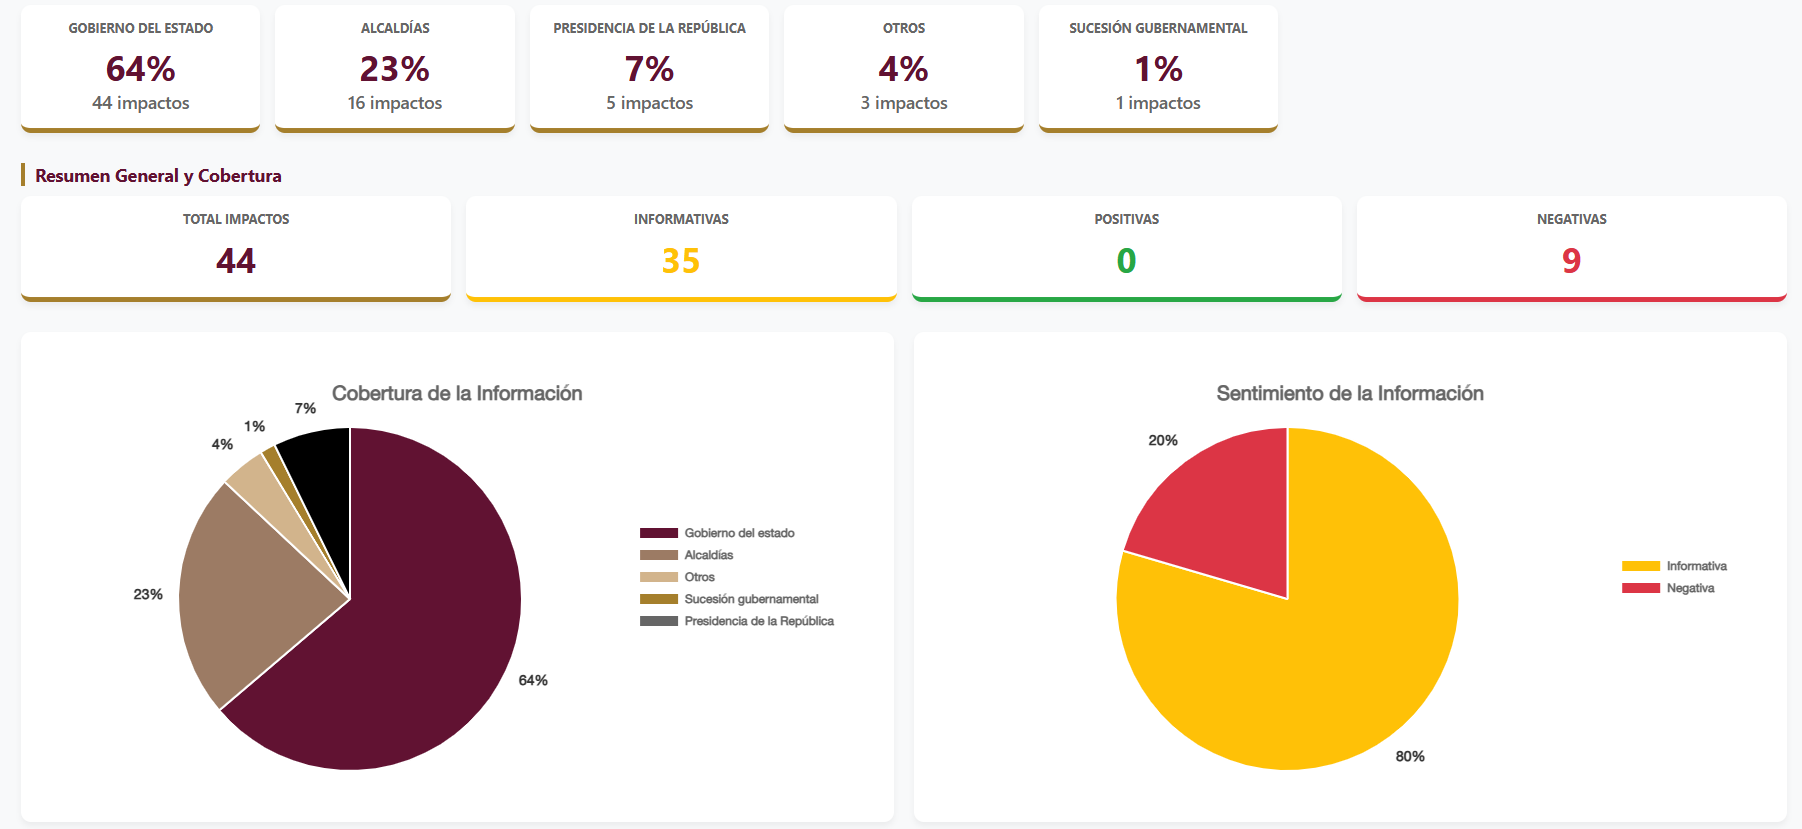 GOBIERNO DEL ESTADO
64%
44 impactos
ALCALDÍAS
23%
16 impactos
PRESIDENCIA DE LA REPÚBLICA
7%
5 impactos
OTROS
4%
3 impactos
SUCESIÓN GUBERNAMENTAL
1%
1 impactos
Resumen General y Cobertura
TOTAL IMPACTOS
44
INFORMATIVAS
35
POSITIVAS
0
NEGATIVAS
9
Cobertura de la Información
7%
1%
4%
23%
64%
Gobierno del estado
Alcaldías
Otros
Sucesión gubernamental
Presidencia de la República
Sentimiento de la Información
20%
80%
Informativa
Negativa